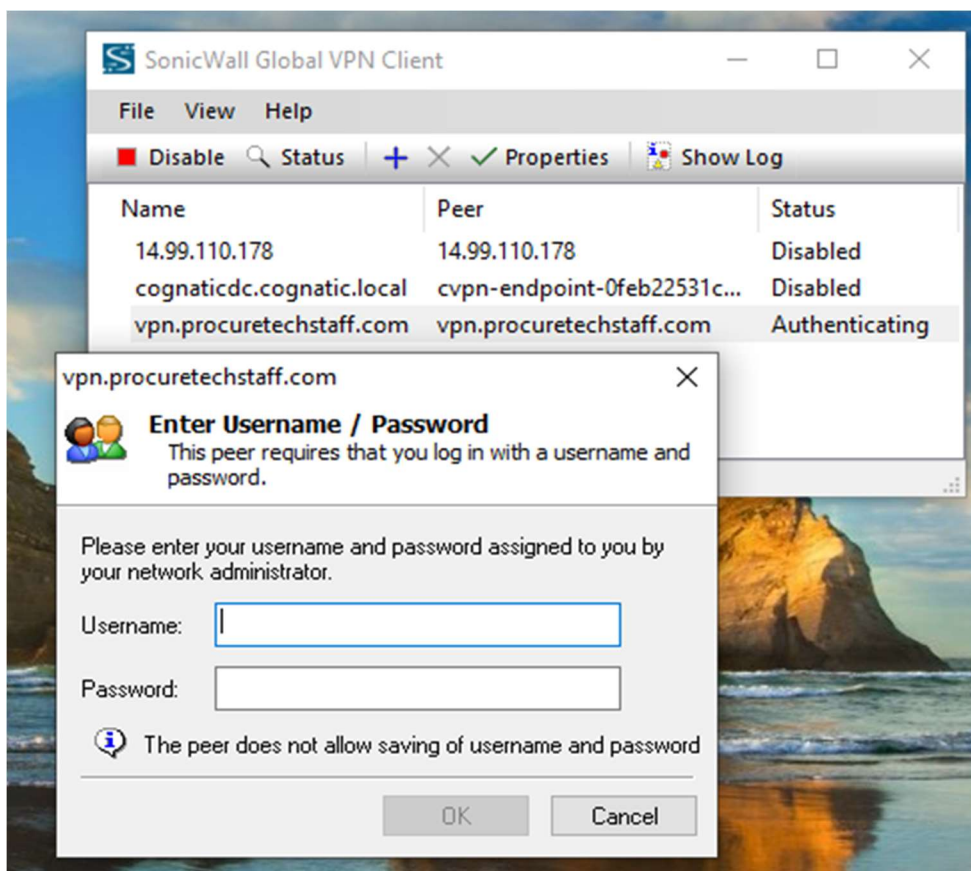 SonicWall Global VPN Client
File View Help
Disable Status Properties Show Log
Name Peer Status
14.99.110.178 14.99.110.178 Disabled
cognaticdc.cognatic.local cvpn-endpoint-0feb22531c... Disabled
vpn.procuretechstaff.com vpn.procuretechstaff.com Authenticating
vpn.procuretechstaff.com
Enter Username / Password
This peer requires that you log in with a username and
password.
Please enter your username and password assigned to you by
your network administrator.
Username:
Password:
The peer does not allow saving of username and password
OK Cancel